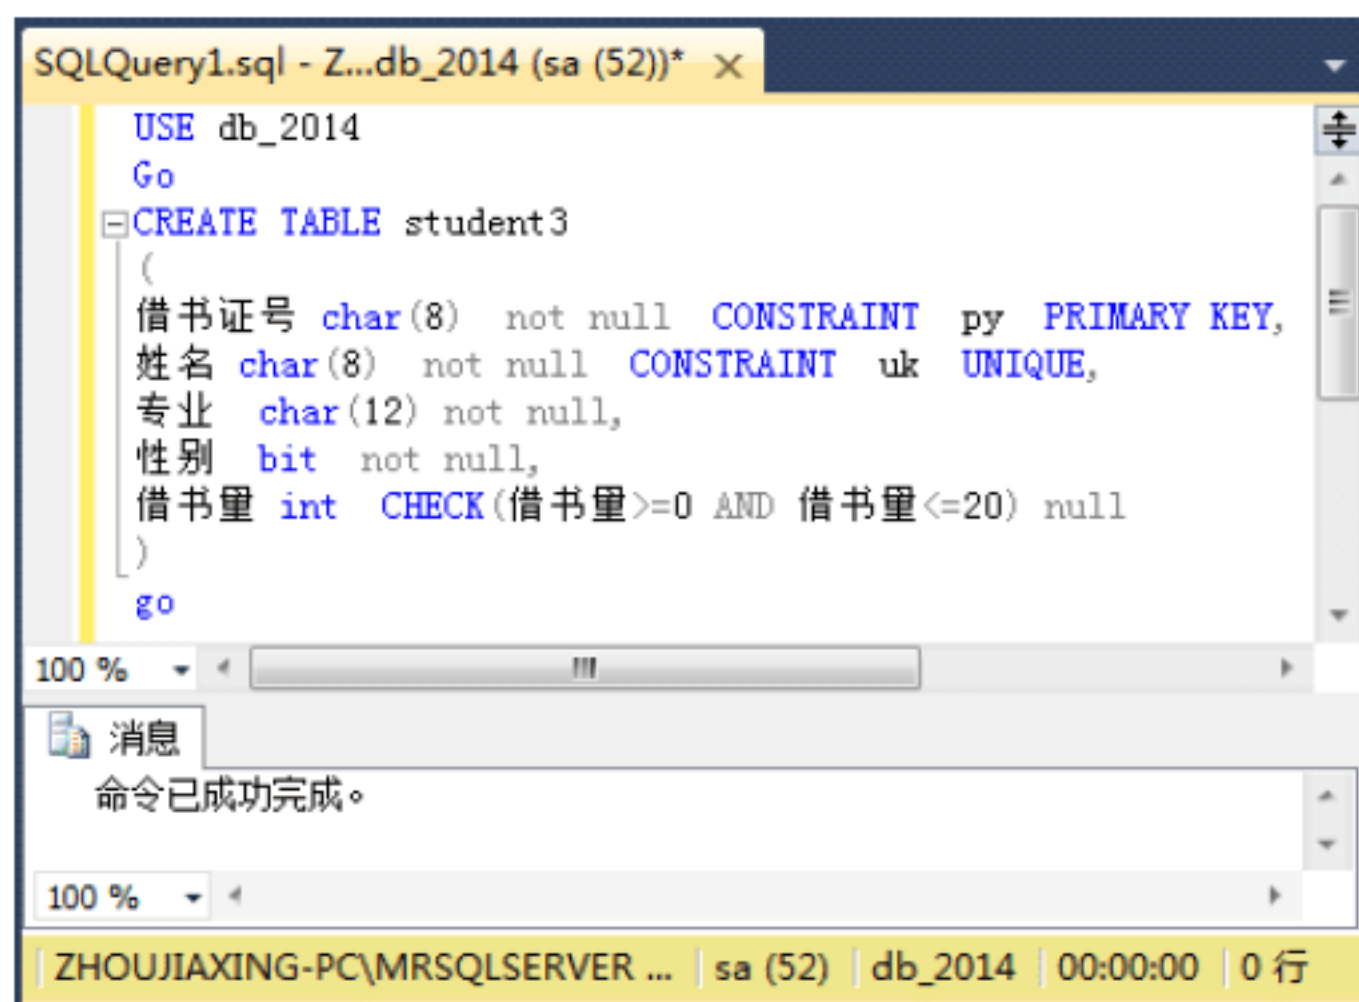 SQLQuery1.sql - Z...db_2014 (sa (52))*
USE db_2014
Go
CREATE TABLE student3
(
借书证号 char(8) not null CONSTRAINT py PRIMARY KEY,
姓名 char(8) not null CONSTRAINT uk UNIQUE,
专业 char(12) not null,
性别 bit not null,
借书量 int CHECK(借书量>=0 AND 借书量<=20) null
)
go
100 %
消息
命令已成功完成。
100 %
ZHOUJIAXING-PC\MRSQLSERVER ... sa (52) db_2014 00:00:00 0 行